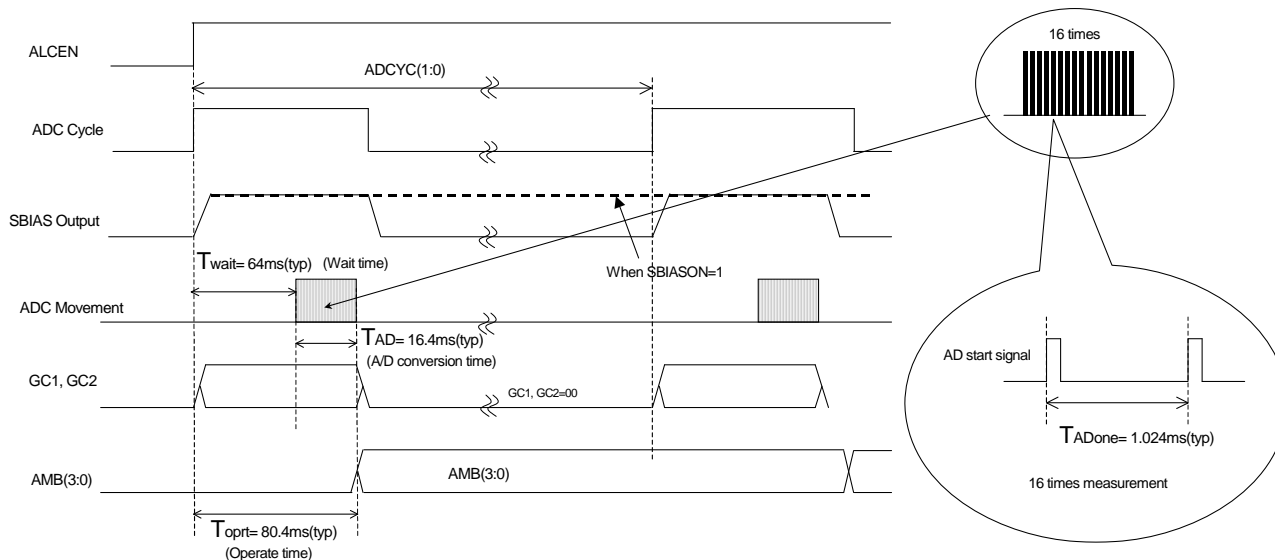 ALCEN
16 times
ADCYC(1:0)
ADC Cycle
SBIAS Output
Twait= 64ms(typ) (Wait time)
When SBIASON=1
ADC Movement
TAD= 16.4ms(typ)
(A/D conversion time)
AD start signal
GC1, GC2
GC1, GC2=00
TADone= 1.024ms(typ)
AMB(3:0)
AMB(3:0)
16 times measurement
Toprt= 80.4ms(typ)
(Operate time)